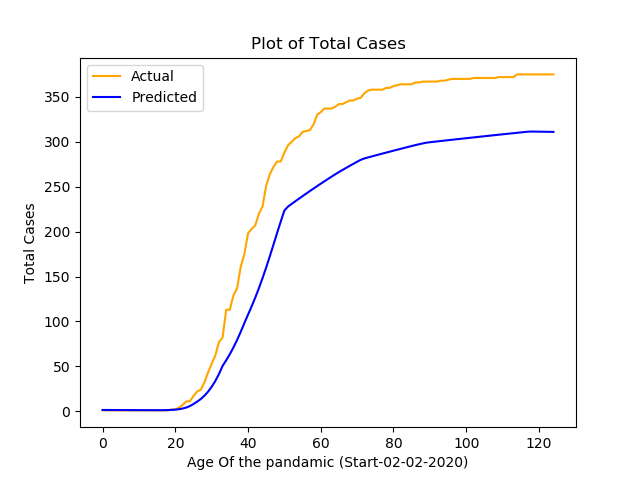 Plot of Total Cases
Actual
Predicted
350
300
250
200
150
100
50
0
Total Cases
0 20 40 60 80 100 120
Age Of the pandamic (Start-02-02-2020)